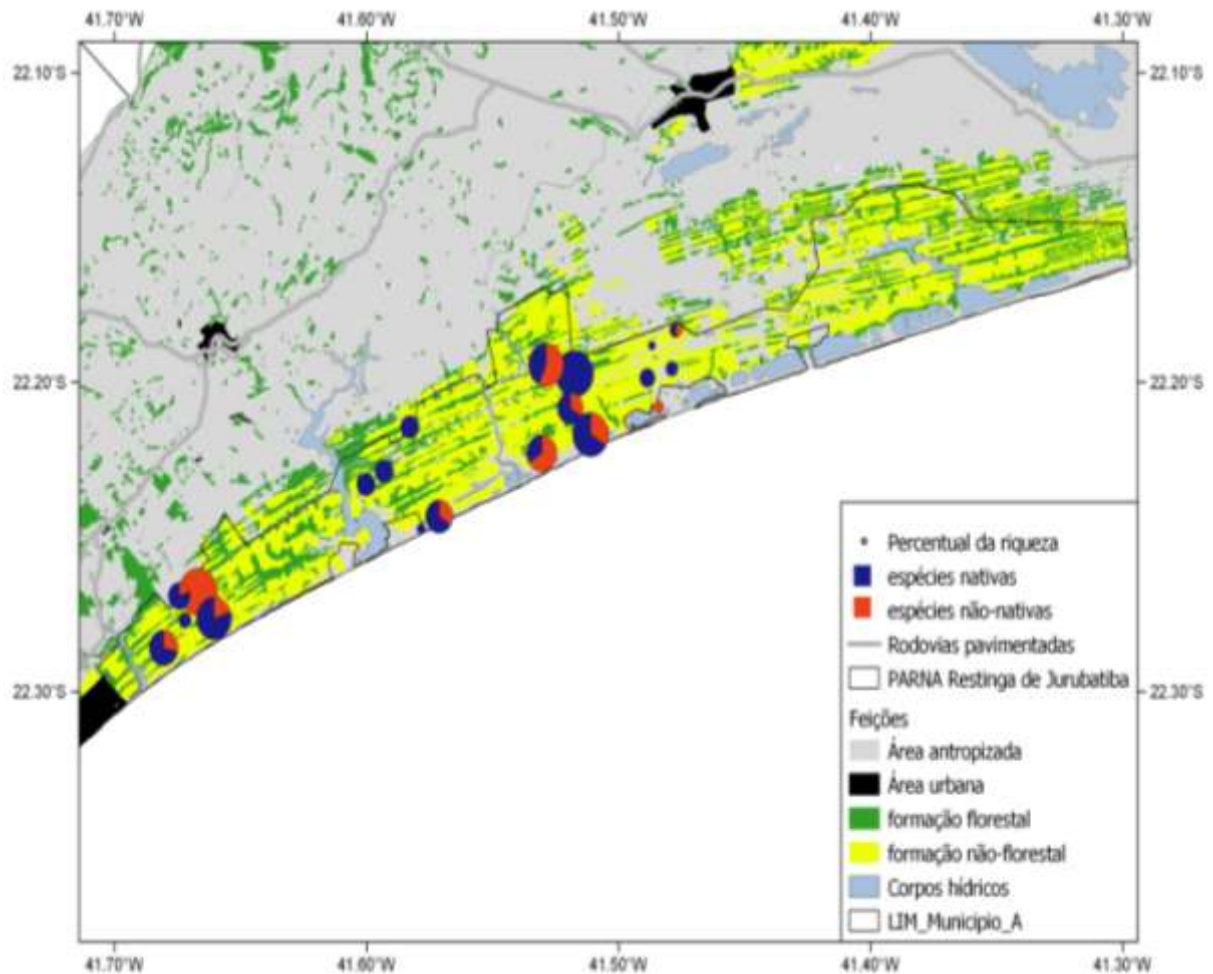 41.70°W 41.60°W 41.50°W 41.40°W 41.30°W
22.10°S 22.10°S
22.20°S 22.20°S
Percentual da riqueza
espécies nativas
espécies não-nativas
Rodovias pavimentadas
PARNA Restinga de Jurubatiba
22.30°S 22.30°S
Feições
Área antropizada
Área urbana
formação florestal
formação não-florestal
Corpos hídricos
LIM_Municipio_A
41.70°W 41.60°W 41.50°W 41.40°W 41.30°W